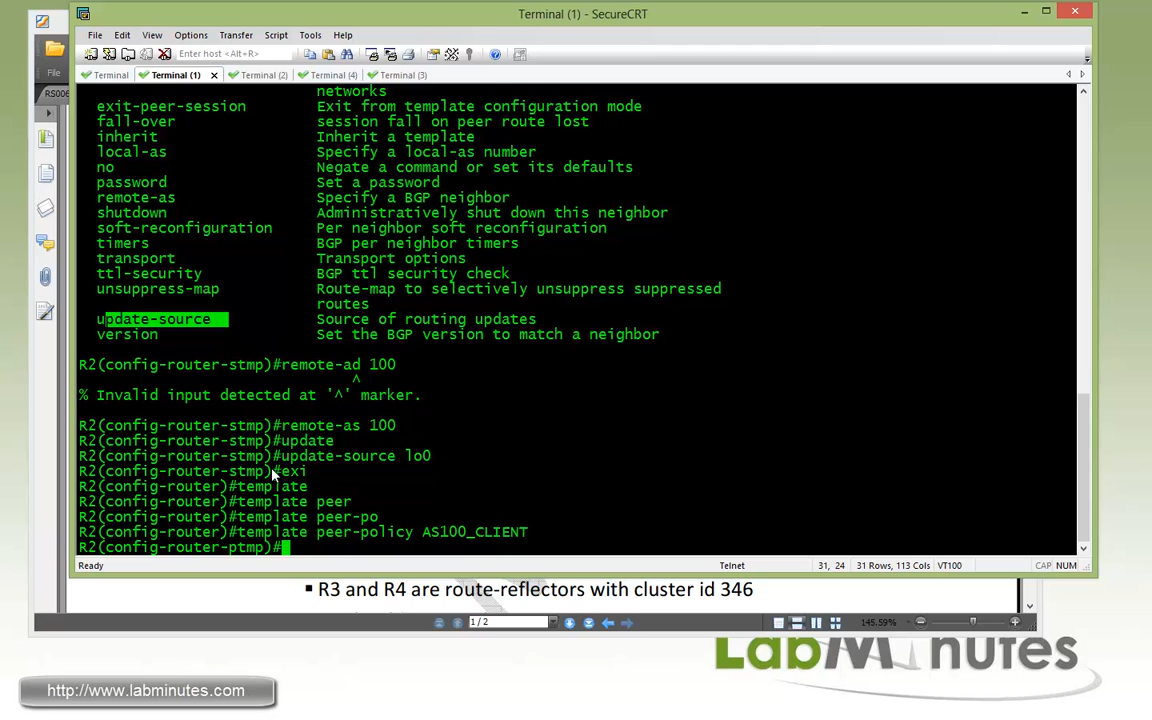 Terminal (1) - SecureCRT
File Edit View Options Transfer Script Tools Help
Enter host <Alt+R>
File
Terminal Terminal (1) Terminal (2) Terminal (4) Terminal (3)
RS006
networks
exit-peer-session Exit from template configuration mode
fall-over session fall on peer route lost
inherit Inherit a template
local-as Specify a local-as number
no Negate a command or set its defaults
password Set a password
remote-as Specify a BGP neighbor
shutdown Administratively shut down this neighbor
soft-reconfiguration Per neighbor soft reconfiguration
timers BGP per neighbor timers
transport Transport options
ttl-security BGP ttl security check
unsuppress-map Route-map to selectively unsuppress suppressed
routes
update-source Source of routing updates
version Set the BGP version to match a neighbor
R2(config-router-stmp)#remote-ad 100
^
% Invalid input detected at '^' marker.
R2(config-router-stmp)#remote-as 100
R2(config-router-stmp)#update
R2(config-router-stmp)#update-source lo0
R2(config-router-stmp)#exi
R2(config-router)#template
R2(config-router)#template peer
R2(config-router)#template peer-po
R2(config-router)#template peer-policy AS100_CLIENT
R2(config-router-ptmp)#
Ready Telnet 31, 24 31 Rows, 113 Cols VT100 CAP NUM
▪ R3 and R4 are route-reflectors with cluster id 346
1 / 2 145.59%
LabMinutes
http://www.labminutes.com